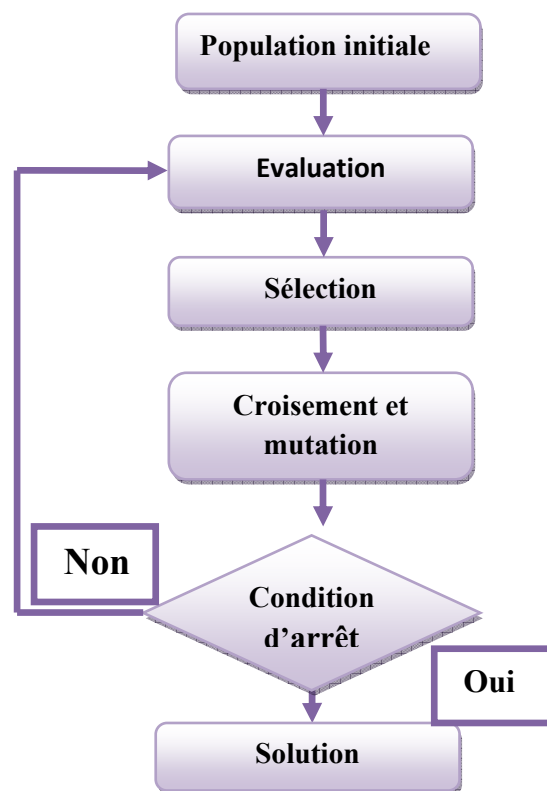 Population initiale
Evaluation
Sélection
Croisement et
mutation
Non
Condition
d’arrêt
Oui
Solution